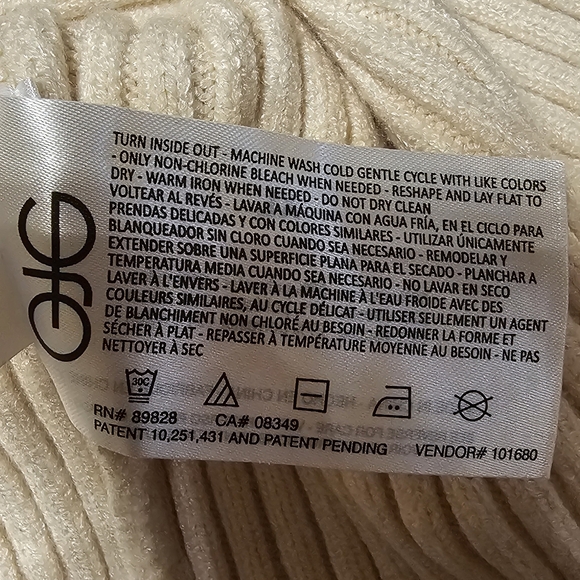 TURN INSIDE OUT - MACHINE WASH COLD GENTLE CYCLE WITH LIKE COLORS
- ONLY NON-CHLORINE BLEACH WHEN NEEDED - RESHAPE AND LAY FLAT TO
DRY - WARM IRON WHEN NEEDED - DO NOT DRY CLEAN
VOLTEAR AL REVÉS - LAVAR A MÁQUINA CON AGUA FRÍA, EN EL CICLO PARA
PRENDAS DELICADAS Y CON COLORES SIMILARES - UTILIZAR ÚNICAMENTE
BLANQUEADOR SIN CLORO CUANDO SEA NECESARIO - REMODELAR Y
EXTENDER SOBRE UNA SUPERFICIE PLANA PARA EL SECADO - PLANCHAR A
TEMPERATURA MEDIA CUANDO SEA NECESARIO - NO LAVAR EN SECO
LAVER À L'ENVERS - LAVER À LA MACHINE À L'EAU FROIDE AVEC DES
COULEURS SIMILAIRES, AU CYCLE DÉLICAT - UTILISER SEULEMENT UN AGENT
DE BLANCHIMENT NON CHLORÉ AU BESOIN - REDONNER LA FORME ET
SÉCHER À PLAT - REPASSER À TEMPÉRATURE MOYENNE AU BESOIN - NE PAS
NETTOYER À SEC
30C
RN# 89828 CA# 08349
PATENT 10,251,431 AND PATENT PENDING VENDOR# 101680